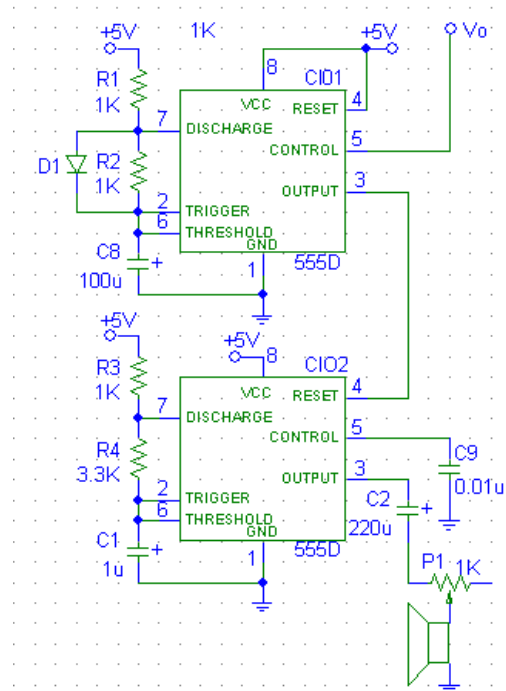 +5V 1K +5V Vo
8 CI01
R1
1K VCC RESET 4
7 DISCHARGE
CONTROL 5
D1 R2
1K
OUTPUT 3
2 TRIGGER
6 THRESHOLD
GND
C8 + 1 555D
100u
+5V
+5V 8 CI02
R3
1K VCC RESET 4
7 DISCHARGE
CONTROL 5
R4
3.3K
C9
OUTPUT 3
0.01u
2 TRIGGER
6 THRESHOLD
GND
C2 +
220u
C1 + 1 555D
1u
P1 1K